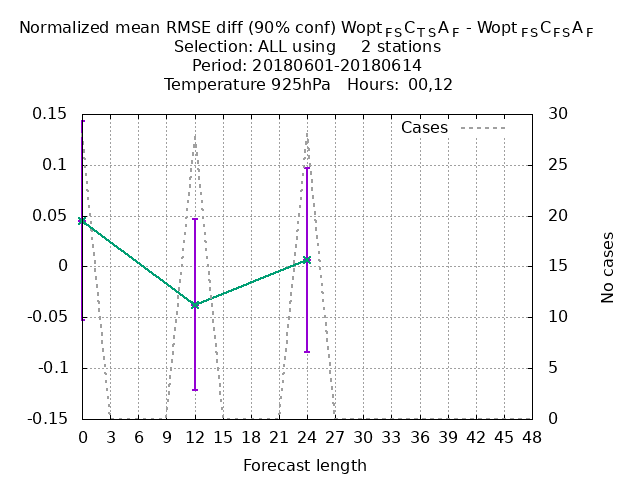 Normalized mean RMSE diff (90% conf) Wopt FS C T S A F - Wopt FS C FS A F
Selection: ALL using 2 stations
Period: 20180601-20180614
Temperature 925hPa Hours: 00,12
0.15
0.1
0.05
0
-0.05
-0.1
-0.15
Cases
30
25
20
15
10
5
0
No cases
0 3 6 9 12 15 18 21 24 27 30 33 36 39 42 45 48
Forecast length